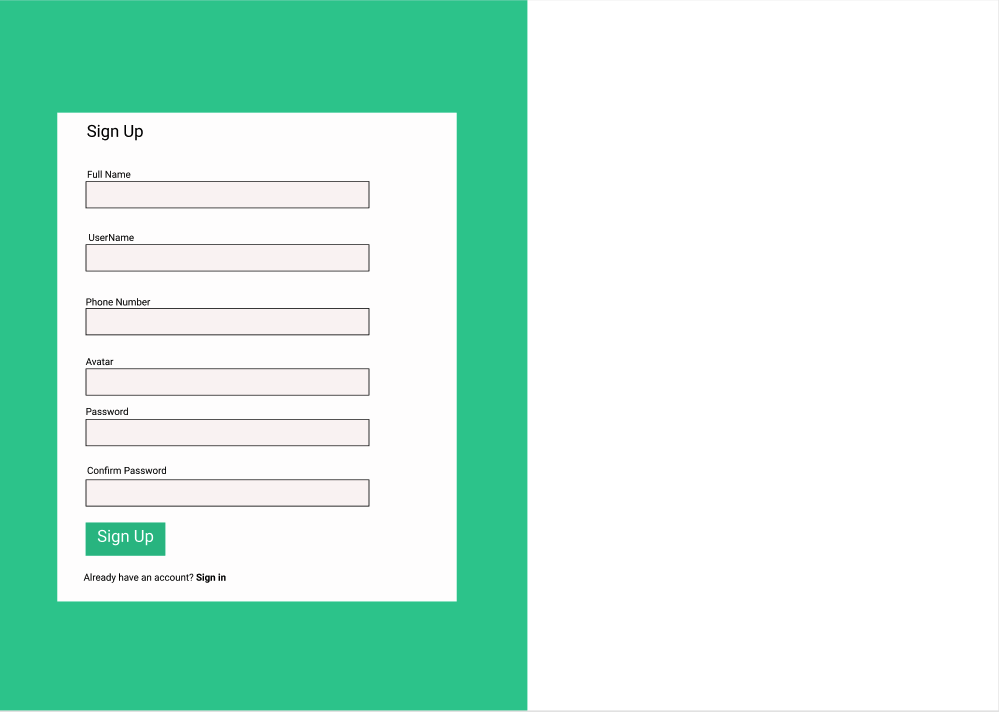 Sign Up
Full Name
UserName
Phone Number
Avatar
Password
Confirm Password
Sign Up
Already have an account? Sign in